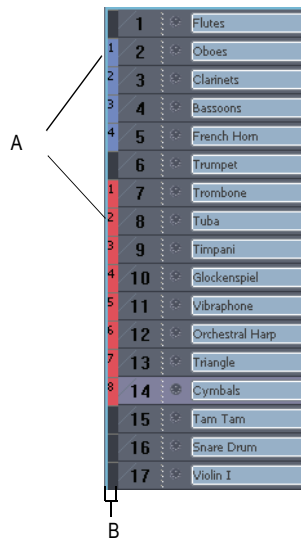 1 Flutes
1 2 Oboes
2 3 Clarinets
3 4 Bassoons
4 5 French Horn
A
6 Trumpet
1 7 Trombone
2 8 Tuba
3 9 Timpani
4 10 Glockenspiel
5 11 Vibraphone
6 12 Orchestral Harp
7 13 Triangle
8 14 Cymbals
15 Tam Tam
16 Snare Drum
17 Violin I
B